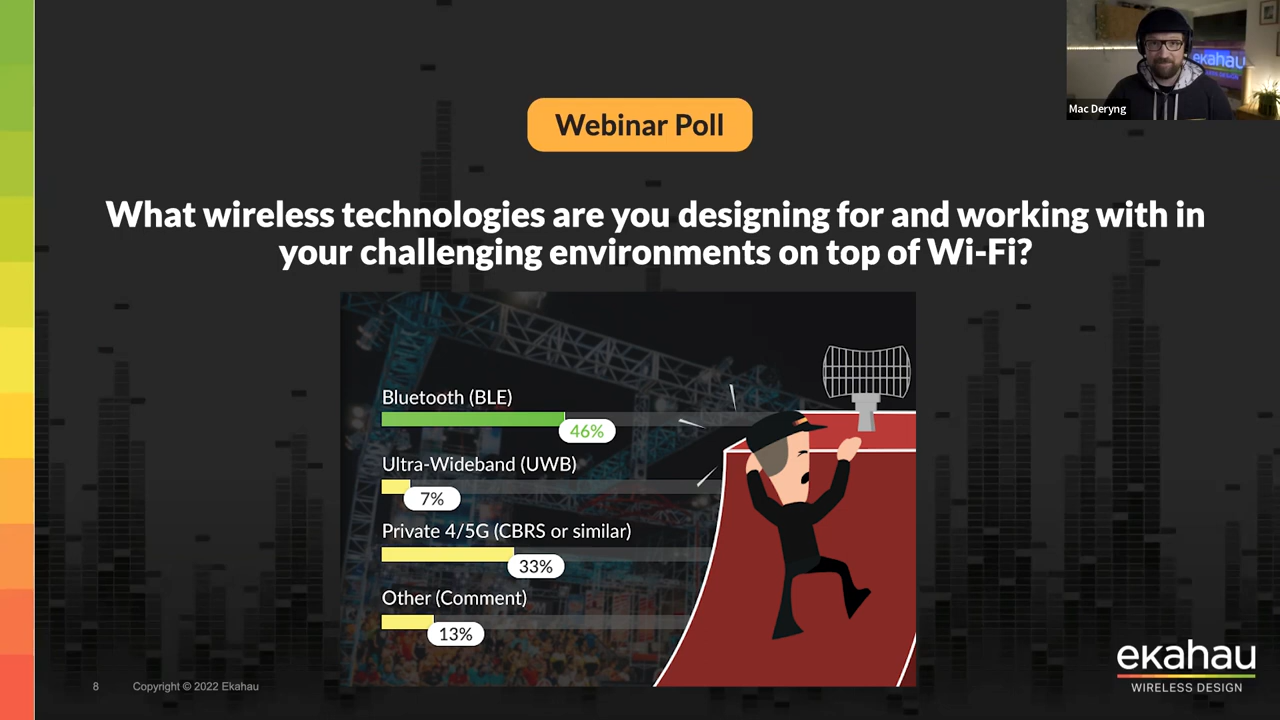 ekahau
Mac Deryng
Webinar Poll
What wireless technologies are you designing for and working with in
your challenging environments on top of Wi-Fi?
Bluetooth (BLE)
46%
Ultra-Wideband (UWB)
7%
Private 4/5G (CBRS or similar)
33%
Other (Comment)
13%
8 Copyright © 2022 Ekahau
ekahau
WIRELESS DESIGN